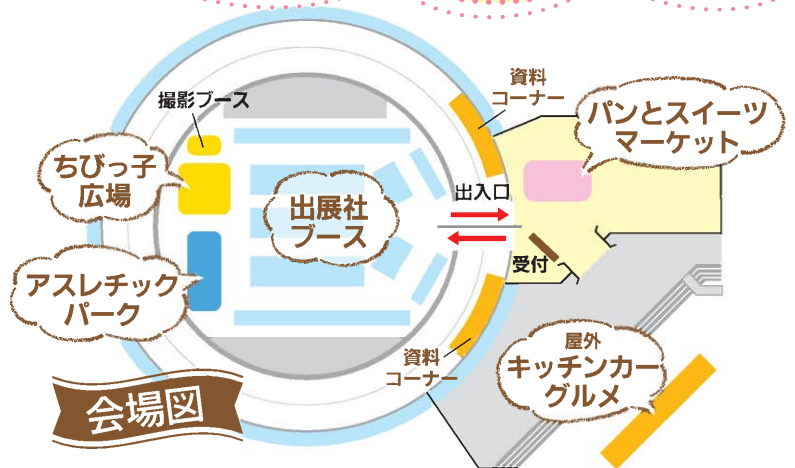 資料
コーナー
パンとスイーツ
マーケット
撮影ブース
ちびっ子
広場
出展社
ブース
出入口
受付
アスレチック
パーク
屋外
キッチンカー
グルメ
資料
コーナー
会場図